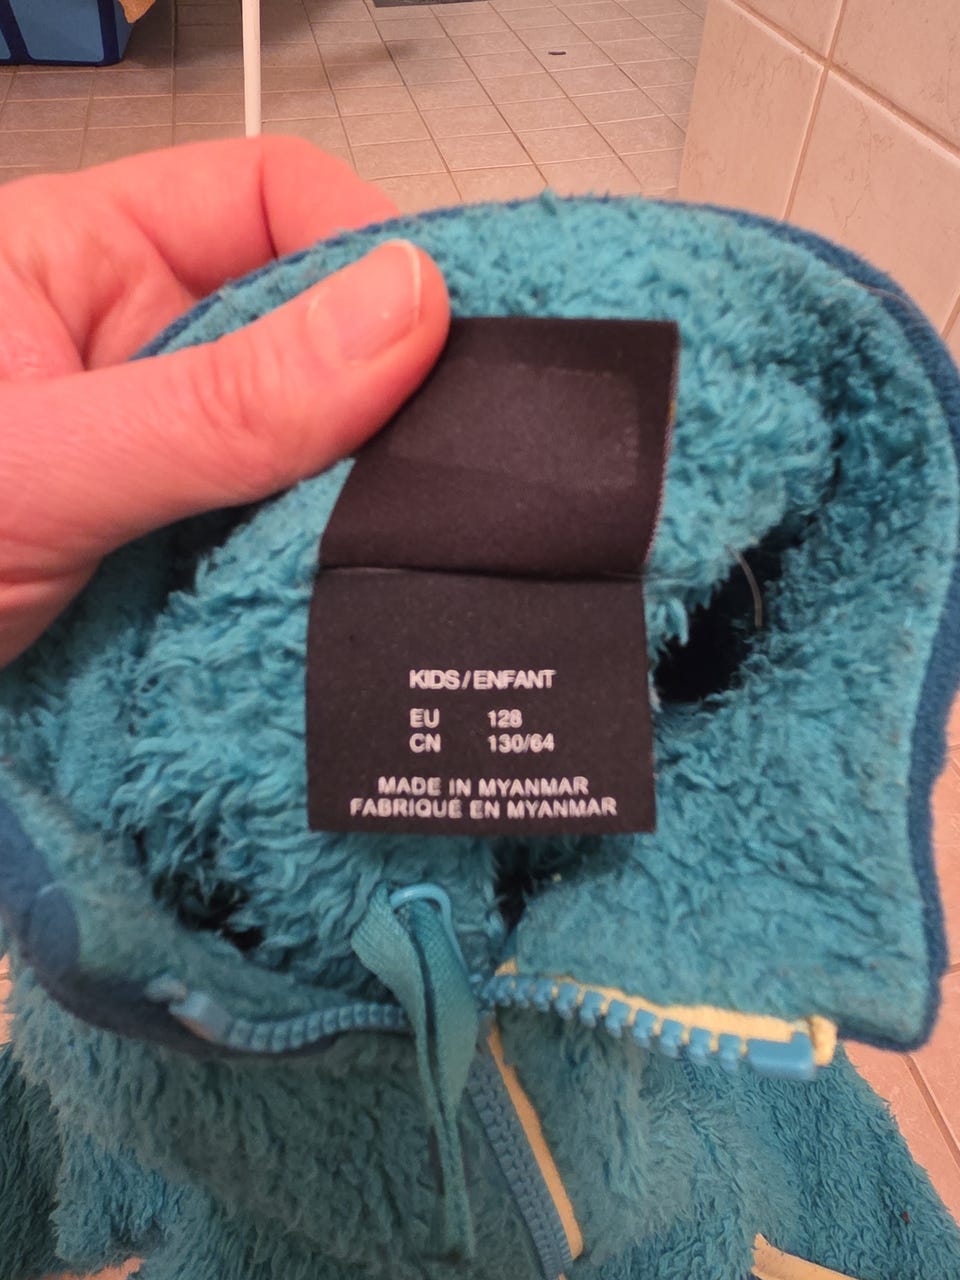 KIDS/ENFANT
EU 128
CN 130/64
MADE IN MYANMAR
FABRIQUÉ EN MYANMAR